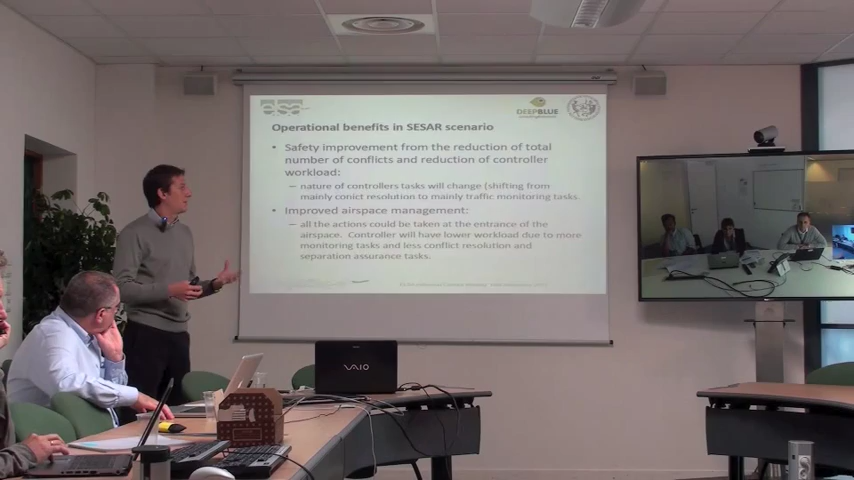 DEEPBLUE
Operational benefits in SESAR scenario
• Safety improvement from the reduction of total
number of conflicts and reduction of controller
workload:
– nature of controllers tasks will change (shifting from
mainly conict resolution to mainly traffic monitoring tasks
• Improved airspace management:
– all the actions could be taken at the entrance of the
airspace. Controller will have lower workload due to more
monitoring tasks and less conflict resolution and
separation assurance tasks.
VAIO